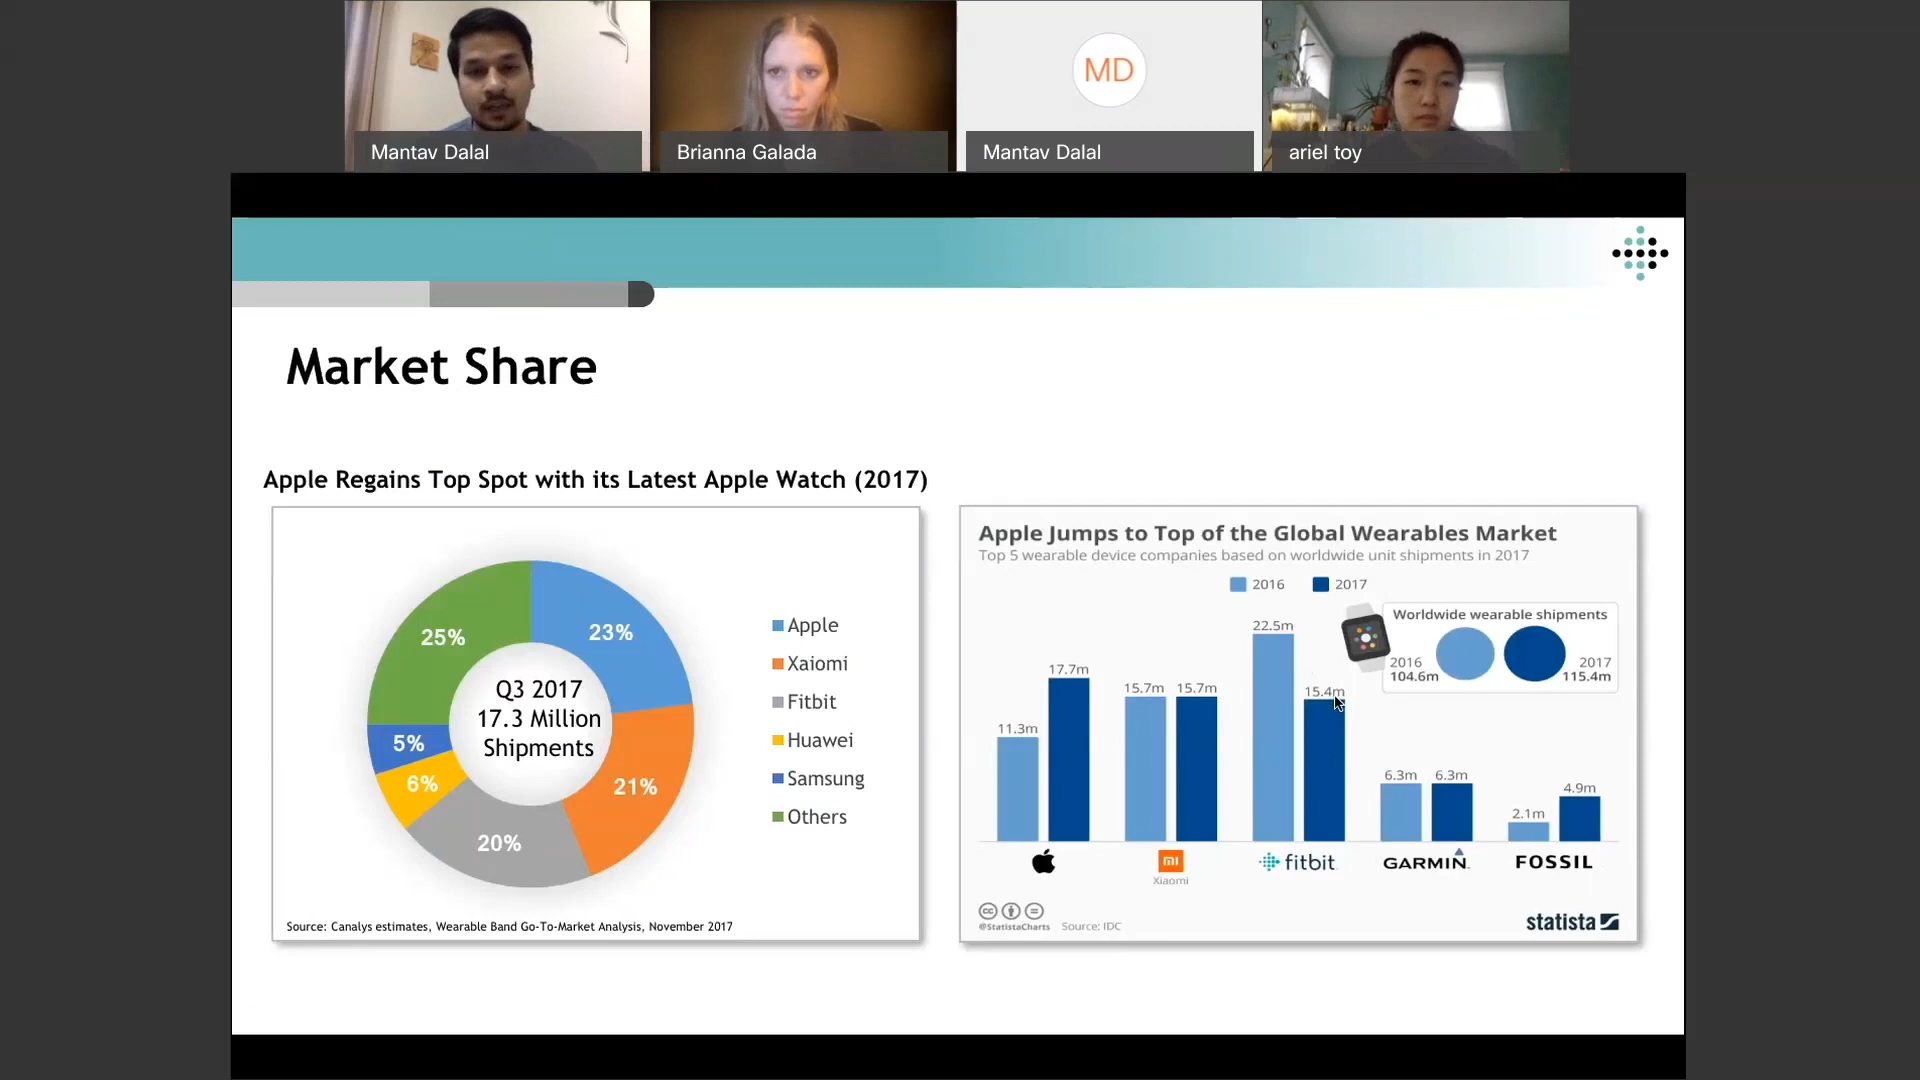 Mantav Dalal
Brianna Galada
MD
Mantav Dalal
ariel toy
Market Share
Apple Regains Top Spot with its Latest Apple Watch (2017)
25%
23%
5%
6%
20%
21%
Q3 2017
17.3 Million
Shipments
Apple
Xaiomi
Fitbit
Huawei
Samsung
Others
Source: Canalys estimates, Wearable Band Go-To-Market Analysis, November 2017
Apple Jumps to Top of the Global Wearables Market
Top 5 wearable device companies based on worldwide unit shipments in 2017
2016 2017
Worldwide wearable shipments
2016
104.6m
2017
115.4m
11.3m 17.7m
15.7m 15.7m
22.5m 15.4m
6.3m 6.3m
2.1m 4.9m
mi
Xiaomi
fitbit
GARMIN
FOSSIL
cc
@StatistaCharts Source: IDC
statista